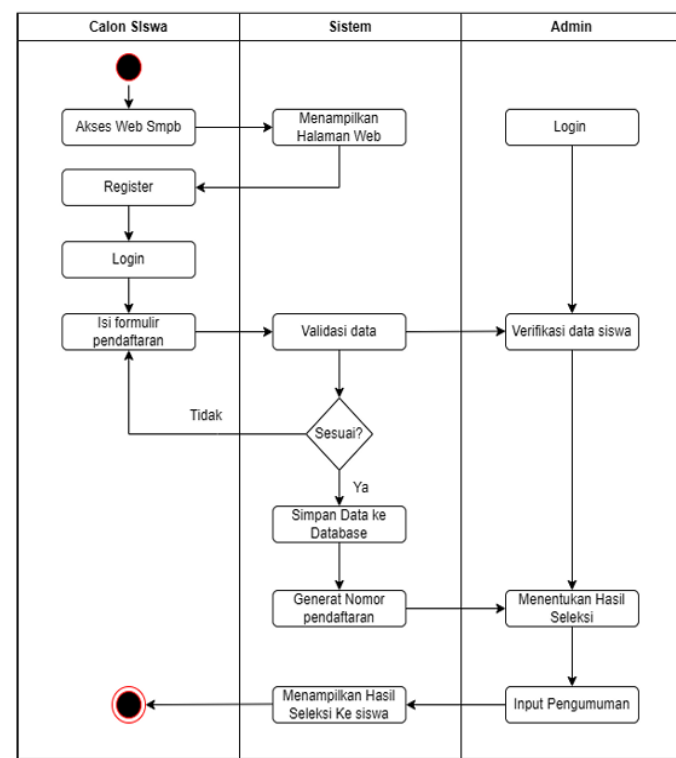 Calon SIswa
Sistem
Admin
Akses Web Smpb
Menampilkan
Halaman Web
Login
Register
Login
Isi formulir
pendaftaran
Validasi data
Verifikasi data siswa
Tidak
Sesuai?
Ya
Simpan Data ke
Database
Generat Nomor
pendaftaran
Menentukan Hasil
Seleksi
Menampilkan Hasil
Seleksi Ke siswa
Input Pengumuman